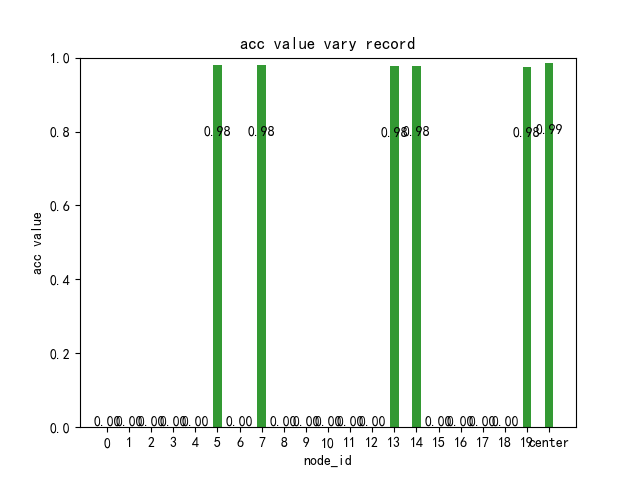 acc value vary record
1.0
0.8
0.6
0.4
0.2
0.0
acc value
0.98 0.98 0.98 0.98 0.98 0.99
0.00 0.00 0.00 0.00 0.00 0.00 0.00 0.00 0.00 0.00 0.00 0.00 0.00 0.00 0.00
0 1 2 3 4 5 6 7 8 9 10 11 12 13 14 15 16 17 18 19 center
node_id